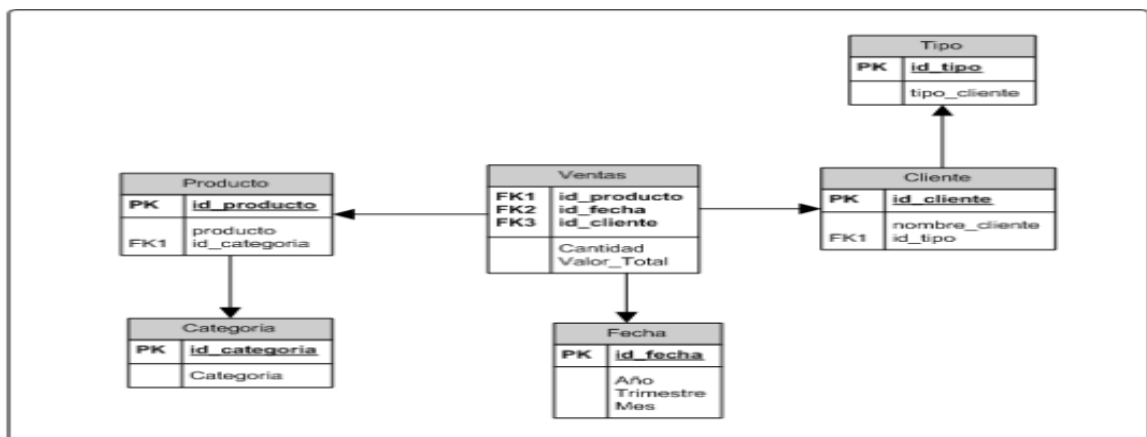 Tipo
PK id_tipo
tipo_cliente
Producto
PK id_producto
producto
FK1 id_categoria
Ventas
FK1 id_producto
FK2 id_fecha
FK3 id_cliente
Cantidad
Valor_Total
Cliente
PK id_cliente
nombre_cliente
FK1 id_tipo
Categoria
PK id_categoria
Categoria
Fecha
PK id_fecha
Año
Trimestre
Mes